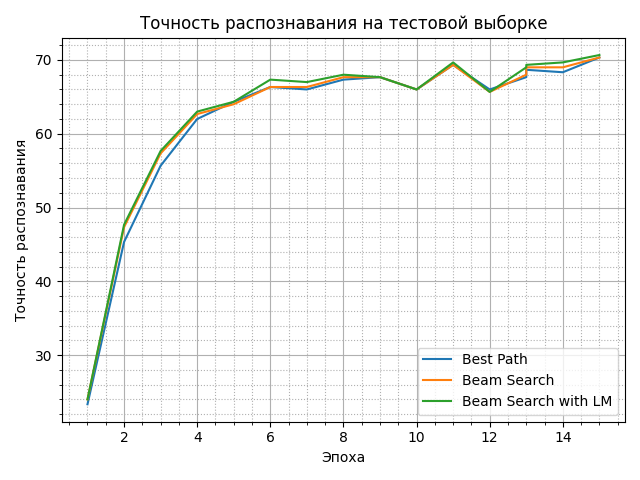 Точность распознавания на тестовой выборке
Точность распознавания
70
60
50
40
30
2 4 6 8 10 12 14
Эпоха
Best Path
Beam Search
Beam Search with LM